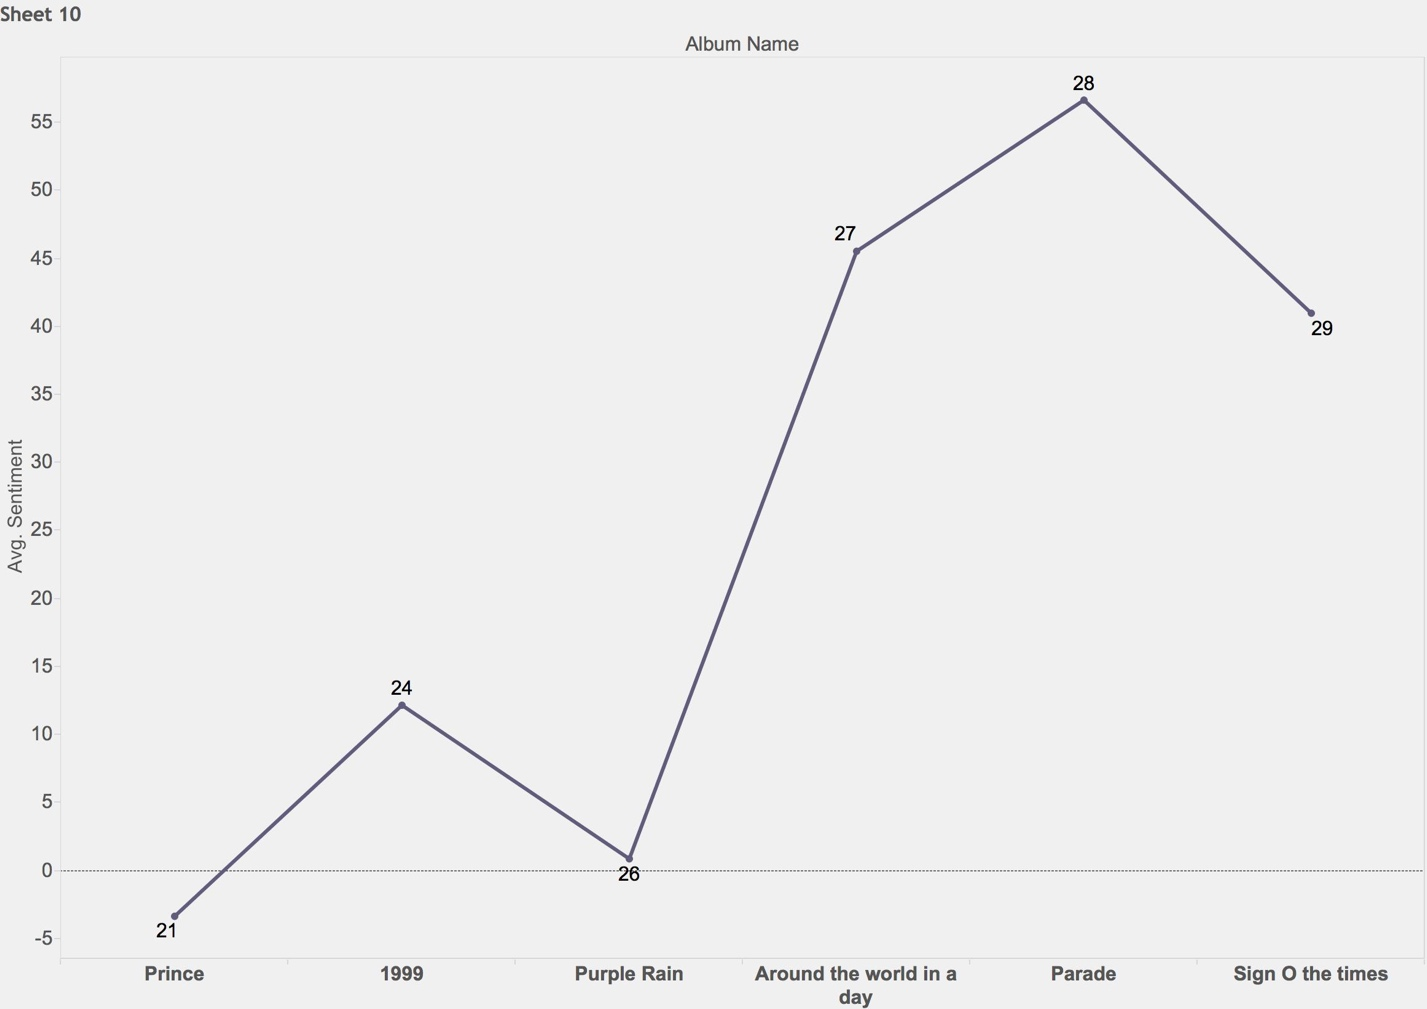 Sheet 10
Album Name
28
55
50
45
27
40
29
35
30
Avg. Sentiment
25
20
15
24
10
5
0
26
21
-5
Prince
1999
Purple Rain
Around the world in a
day
Parade
Sign O the times